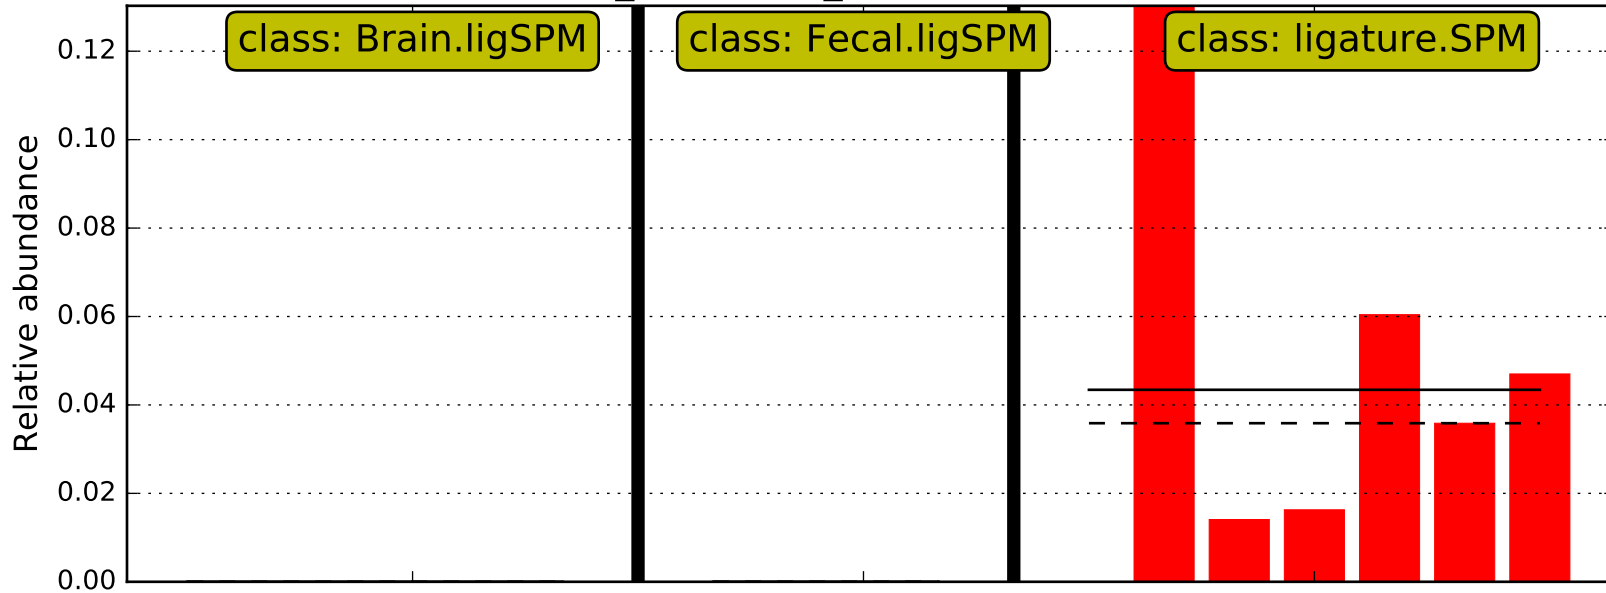 class: Brain.ligSPM
class: Fecal.ligSPM
class: ligature.SPM
Relative abundance
0.12
0.10
0.08
0.06
0.04
0.02
0.00